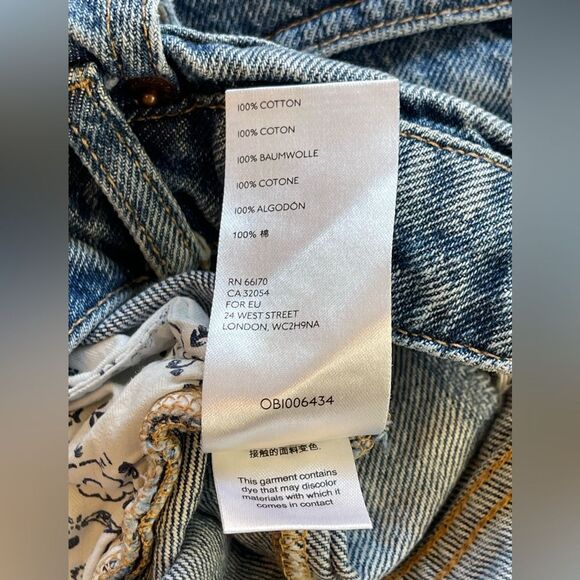 100% COTTON
100% COTON
100% BAUMWOLLE
100% COTONE
100% ALGODÓN
100% 棉
RN 66170
CA 32054
FOR EU
24 WEST STREET
LONDON, WC2H9NA
OB1006434
接触的面料变色.
This garment contains
dye that may discolor
materials with which it
comes in contact